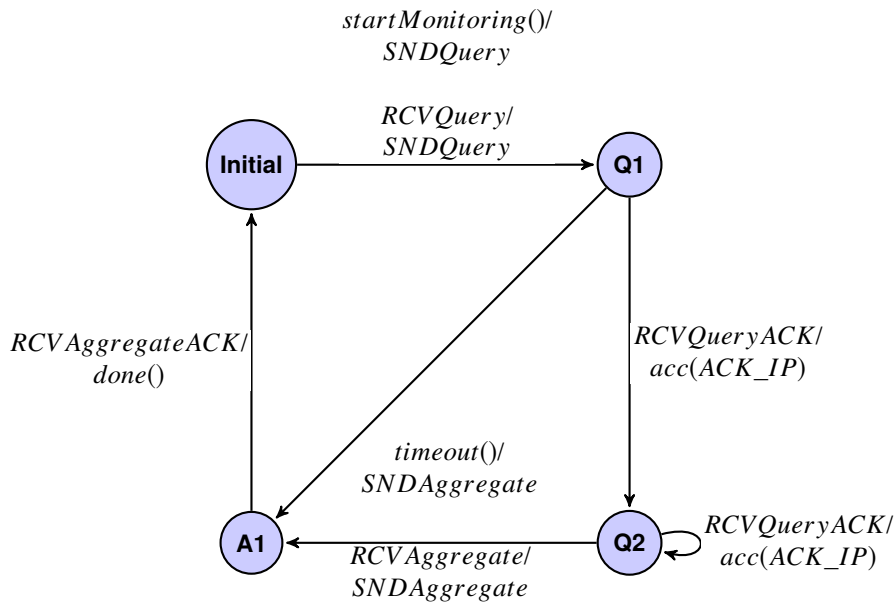 startMonitoring()/
SNDQuery
RCVQuery/
SNDQuery
Initial
Q1
RCVAggregateACK/
done()
RCVQueryACK/
acc(ACK_IP)
timeout()/
SNDAggregate
A1
Q2
RCVQueryACK/
acc(ACK_IP)
RCVAggregate/
SNDAggregate